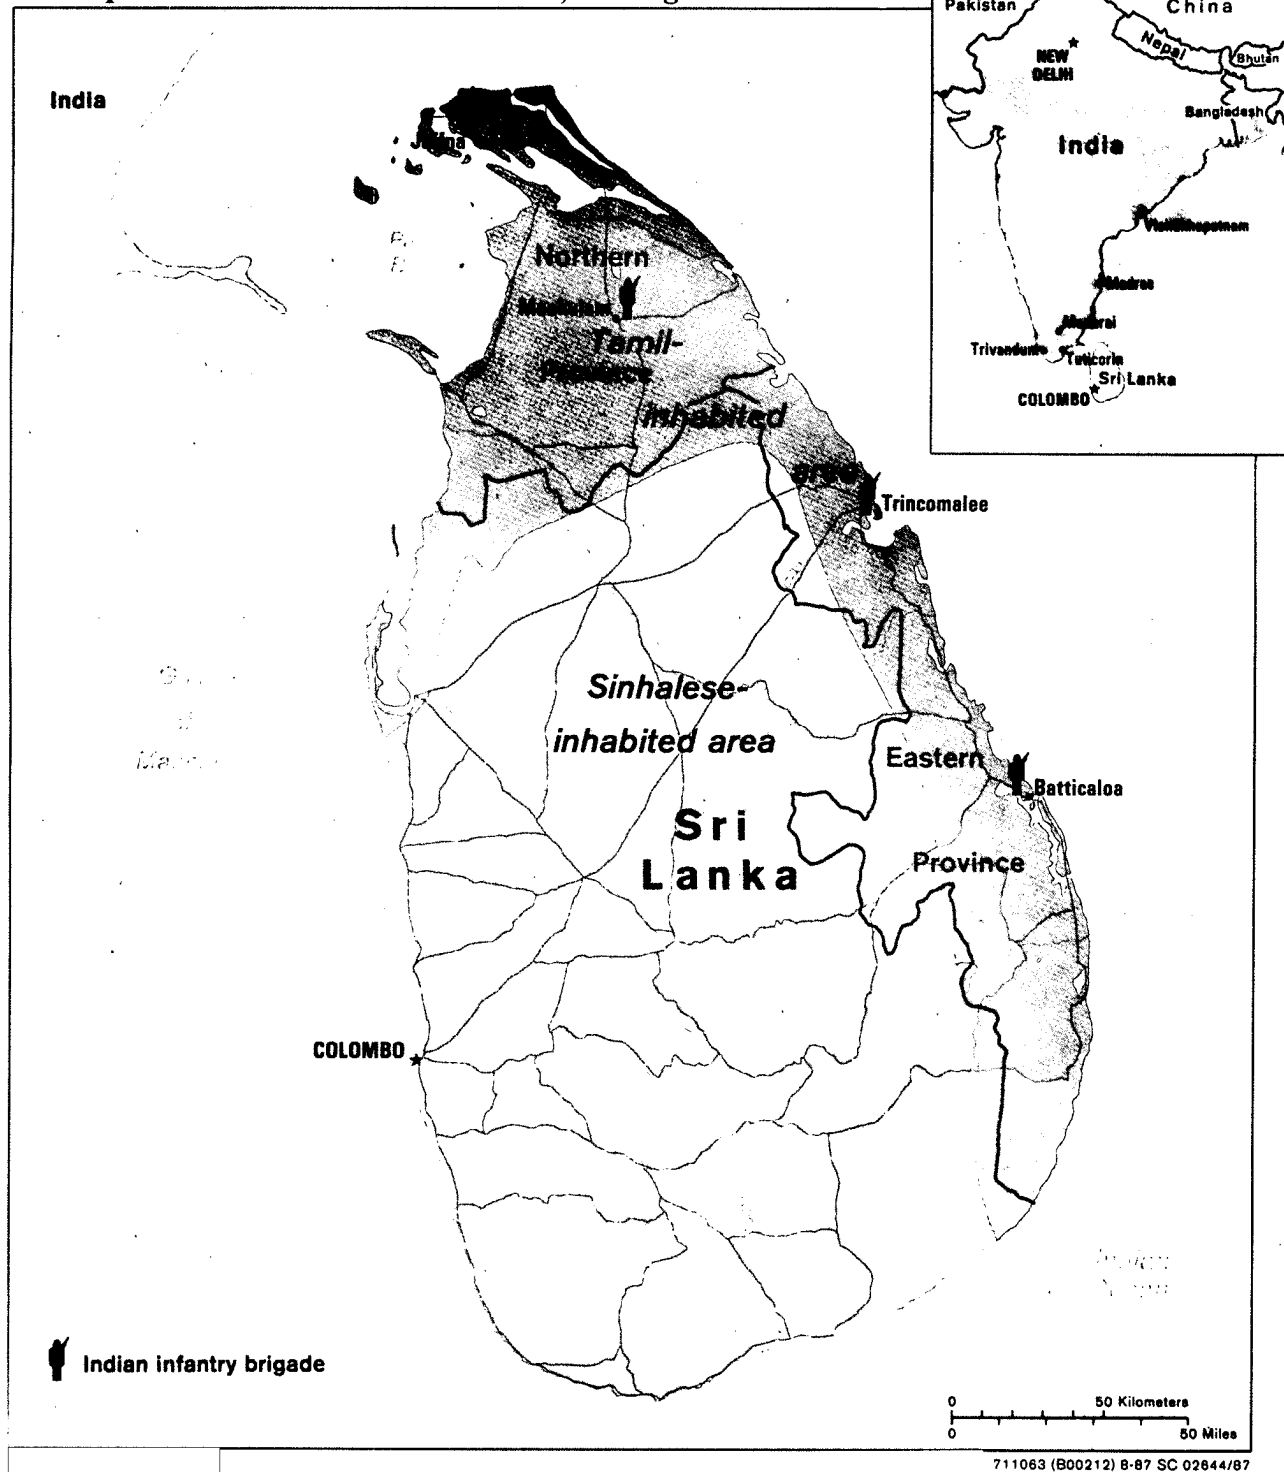 Pakistan
China
Nepal
Bhutan
NEW
DELHI
Bangladesh
India
Madras
Madurai
Trivandrum
Tuticorin
Sri Lanka
COLOMBO
India
Jaffna
Northern
Tamil-
Province
inhabited
area
Trincomalee
Sinhalese-
inhabited area
Eastern
Batticaloa
Sri
Lanka
Province
COLOMBO
Indian infantry brigade
0 50 Kilometers
0 50 Miles
711063 (B00212) 8-87 SC 02644/87